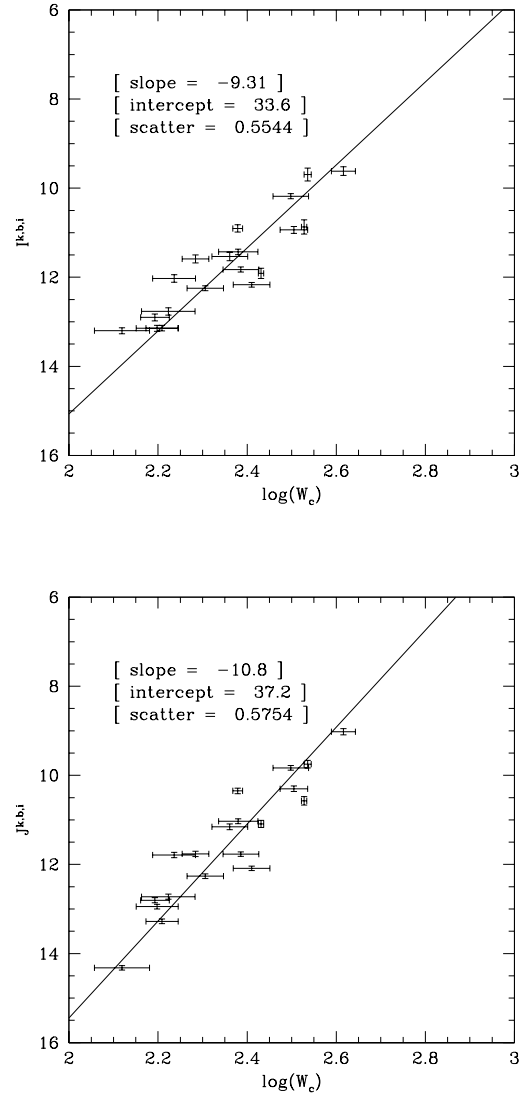 6
8
[ slope = -9.31 ]
[ intercept = 33.6 ]
[ scatter = 0.5544 ]
10
I^k,b,i
12
14
16
2 2.2 2.4 2.6 2.8 3
log(W_c)
6
8
[ slope = -10.8 ]
[ intercept = 37.2 ]
[ scatter = 0.5754 ]
10
J^k,b,i
12
14
16
2 2.2 2.4 2.6 2.8 3
log(W_c)